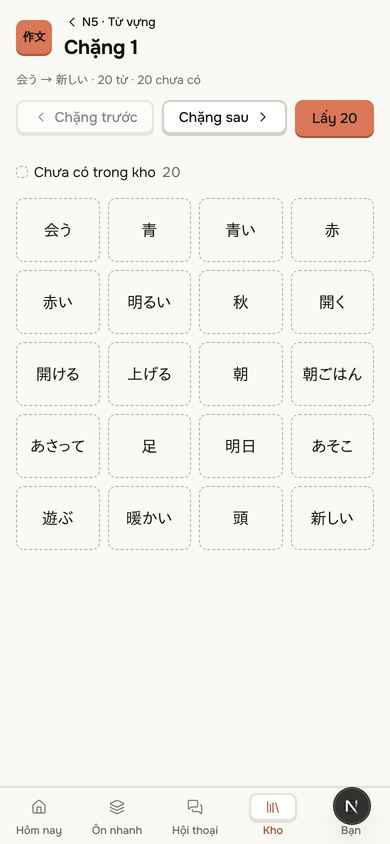 作文
N5 · Từ vựng
Chặng 1
会う → 新しい · 20 từ · 20 chưa có
Chặng trước
Chặng sau
Lấy 20
Chưa có trong kho 20
会う 青 青い 赤
赤い 明るい 秋 開く
開ける 上げる 朝 朝ごはん
あさって 足 明日 あそこ
遊ぶ 暖かい 頭 新しい
N
Hôm nay Ôn nhanh Hội thoại Kho Bạn